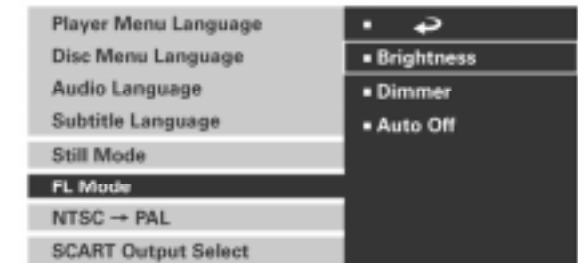 Player Menu Language
Disc Menu Language
Audio Language
Subtitle Language
Still Mode
FL Mode
NTSC → PAL
SCART Output Select
Brightness
Dimmer
Auto Off